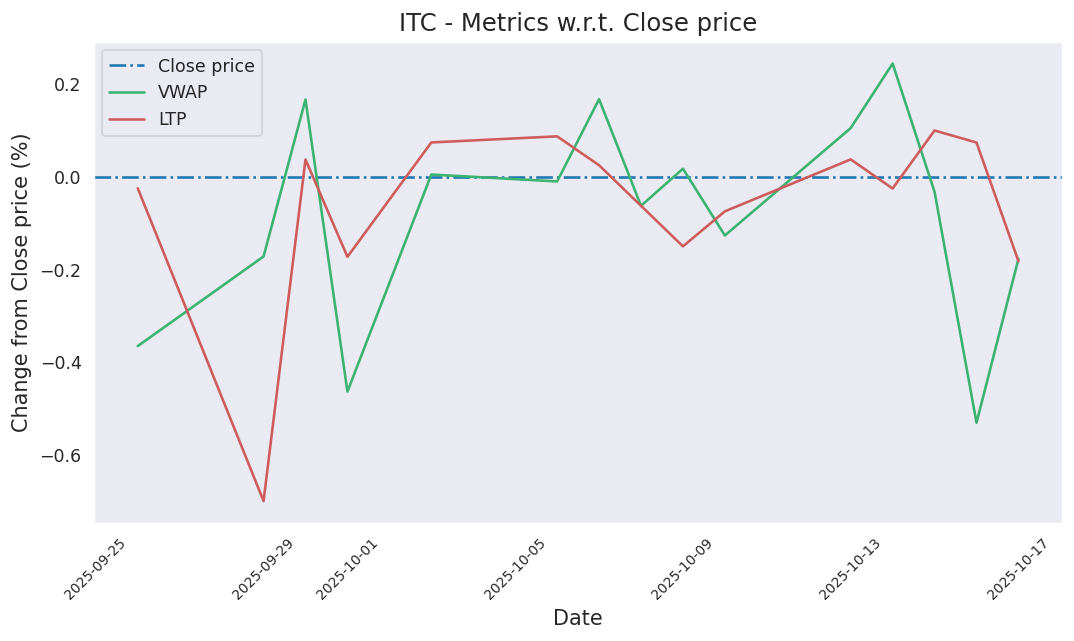 ITC - Metrics w.r.t. Close price
Close price
VWAP
LTP
Change from Close price (%)
0.2
0.0
−0.2
−0.4
−0.6
2025-09-25
2025-09-29
2025-10-01
2025-10-05
2025-10-09
2025-10-13
2025-10-17
Date